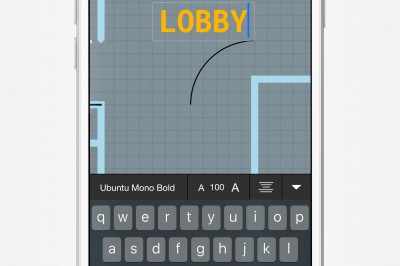 LOBBY
Ubuntu Mono Bold A 100 A
q w e r t y u i o p
a s d f g h j k l